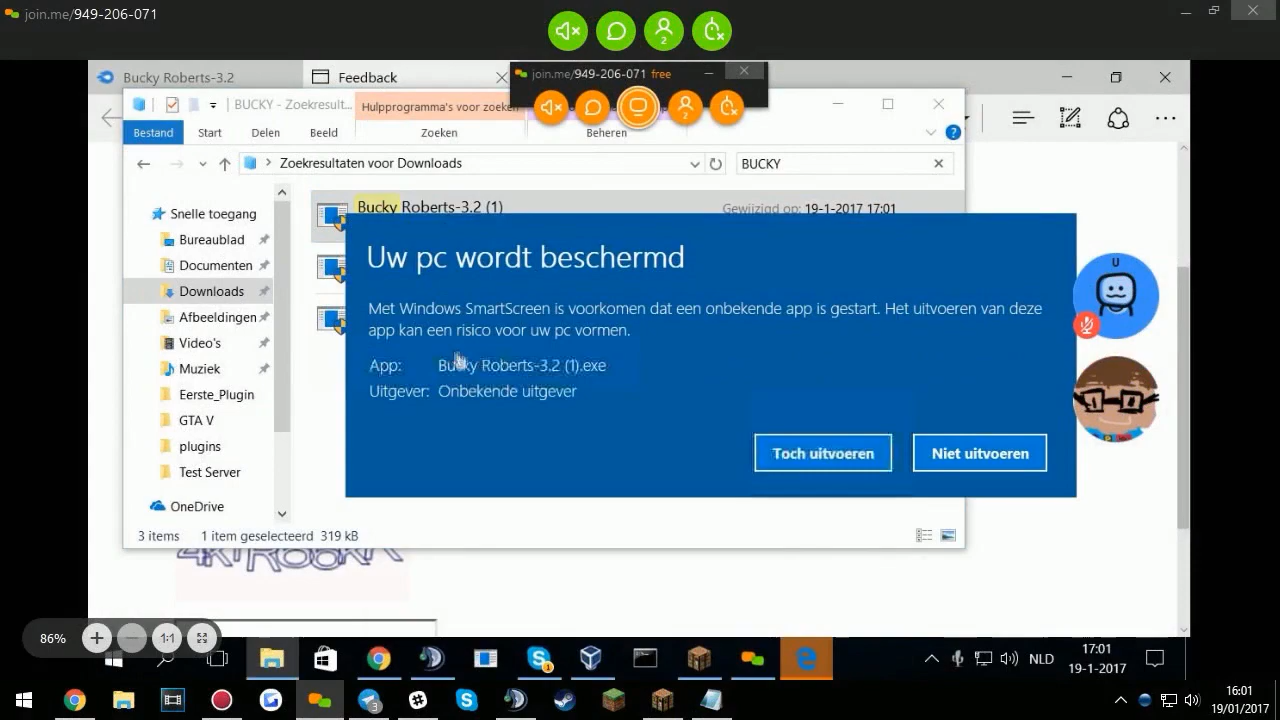 join.me/949-206-071
2
Bucky Roberts-3.2
Feedback
join.me/949-206-071 free
2
BUCKY - Zoekresult...
Hulpprogramma's voor zoeken
Bestand
Start
Delen
Beeld
Zoeken
Beheren
Zoekresultaten voor Downloads
BUCKY
Snelle toegang
Bureaublad
Documenten
Downloads
Afbeeldingen
Video's
Muziek
Eerste_Plugin
GTA V
plugins
Test Server
OneDrive
Bucky Roberts-3.2 (1)
Gewijzigd op: 19-1-2017 17:01
Uw pc wordt beschermd
Met Windows SmartScreen is voorkomen dat een onbekende app is gestart. Het uitvoeren van deze
app kan een risico voor uw pc vormen.
App: Bucky Roberts-3.2 (1).exe
Uitgever: Onbekende uitgever
Toch uitvoeren
Niet uitvoeren
U
3 items 1 item geselecteerd 319 kB
86%
1:1
1
NLD
17:01
19-1-2017
3
16:01
19/01/2017